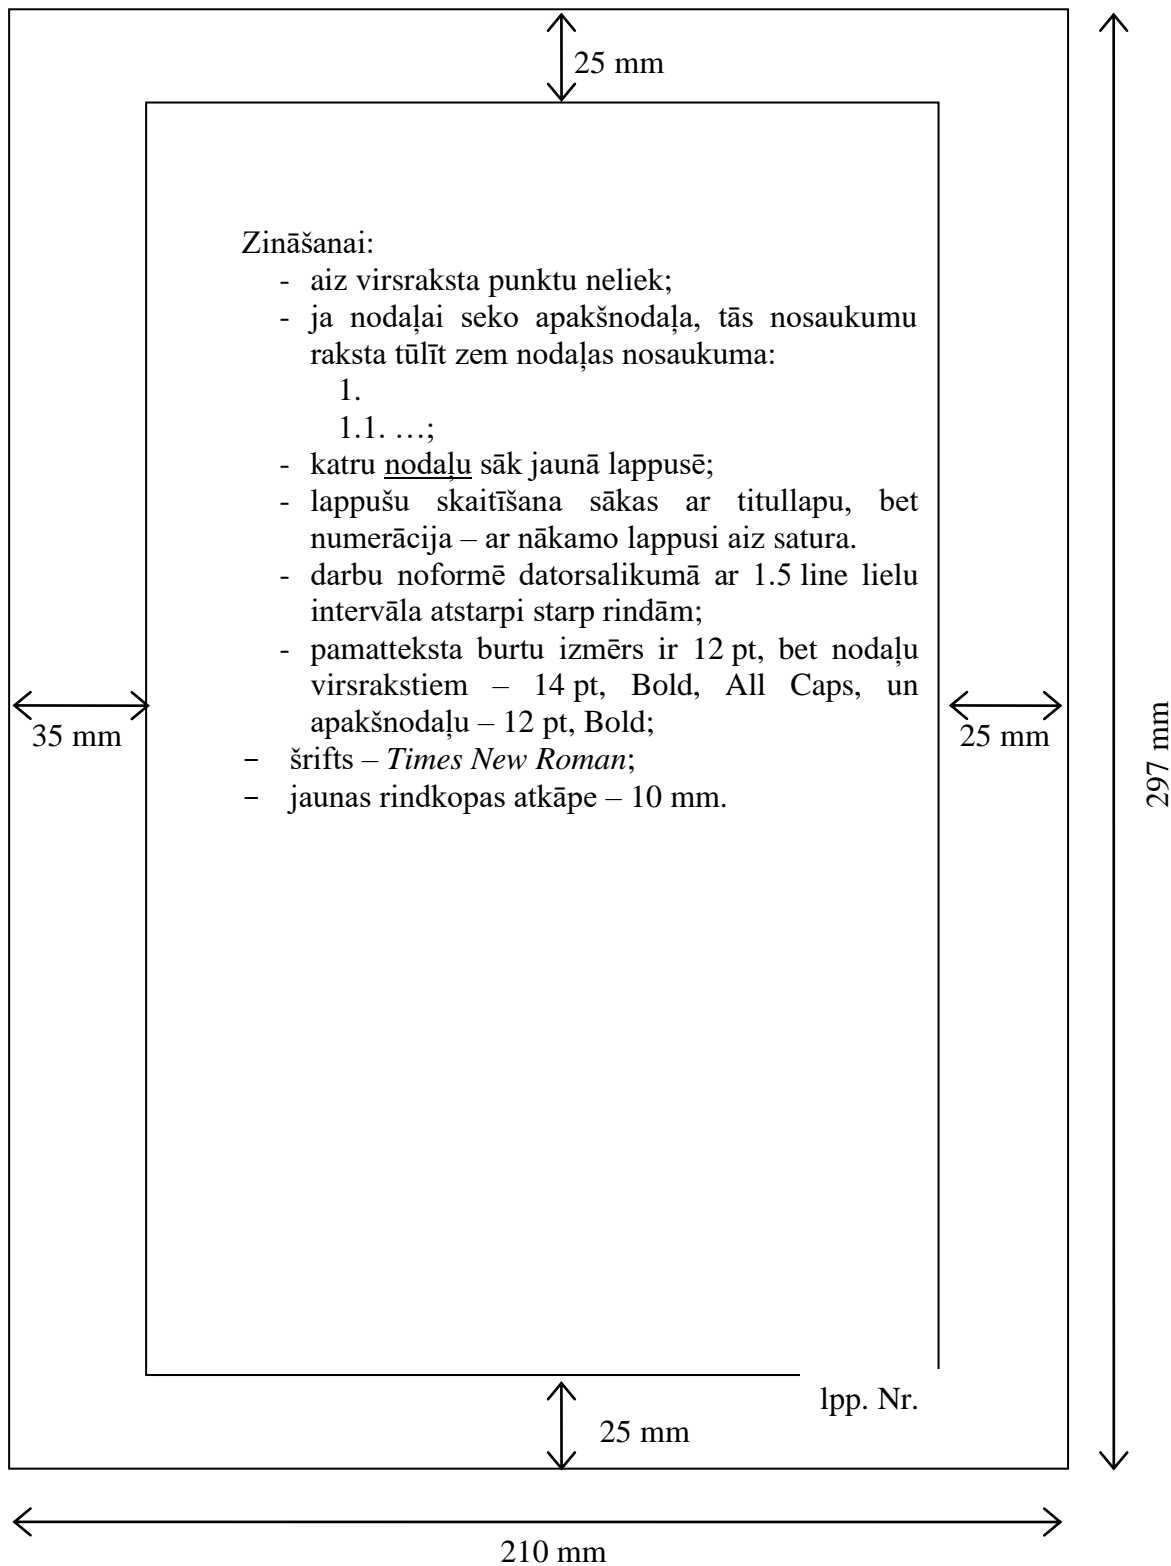 25 mm
Zināšanai:
- aiz virsraksta punktu neliek;
- ja nodaļai seko apakšnodaļa, tās nosaukumu
raksta tūlīt zem nodaļas nosaukuma:
1.
1.1. …;
- katru nodaļu sāk jaunā lappusē;
- lappušu skaitīšana sākas ar titullapu, bet
numerācija – ar nākamo lappusi aiz satura.
- darbu noformē datorsalikumā ar 1.5 line lielu
intervāla atstarpi starp rindām;
- pamatteksta burtu izmērs ir 12 pt, bet nodaļu
virsrakstiem – 14 pt, Bold, All Caps, un
apakšnodaļu – 12 pt, Bold;
– šrifts – Times New Roman;
– jaunas rindkopas atkāpe – 10 mm.
35 mm
25 mm
297 mm
lpp. Nr.
25 mm
210 mm